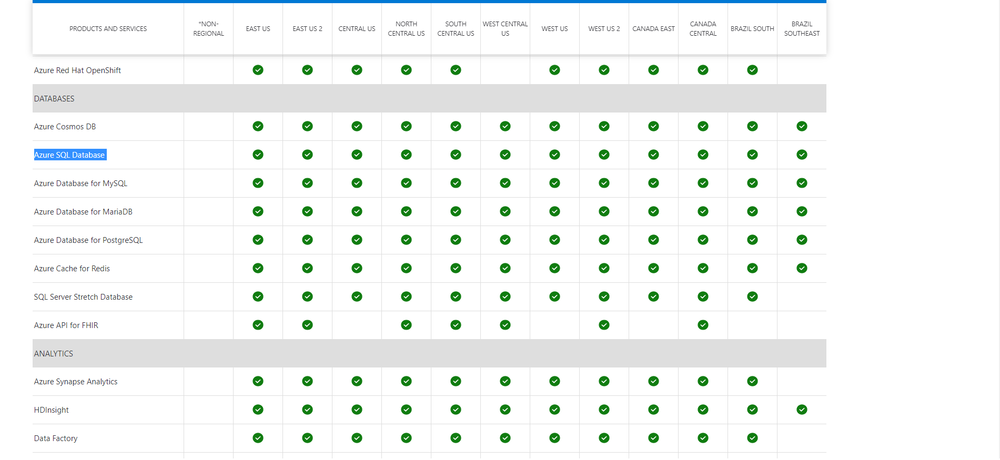 PRODUCTS AND SERVICES
*NON-
REGIONAL
EAST US
EAST US 2
CENTRAL US
NORTH
CENTRAL US
SOUTH
CENTRAL US
WEST CENTRAL
US
WEST US
WEST US 2
CANADA EAST
CANADA
CENTRAL
BRAZIL SOUTH
BRAZIL
SOUTHEAST
Azure Red Hat OpenShift
DATABASES
Azure Cosmos DB
Azure SQL Database
Azure Database for MySQL
Azure Database for MariaDB
Azure Database for PostgreSQL
Azure Cache for Redis
SQL Server Stretch Database
Azure API for FHIR
ANALYTICS
Azure Synapse Analytics
HDInsight
Data Factory